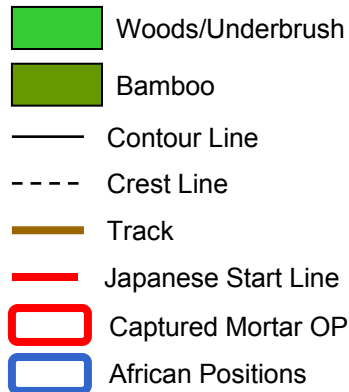 Woods/Underbrush
Bamboo
Contour Line
Crest Line
Track
Japanese Start Line
Captured Mortar OP
African Positions